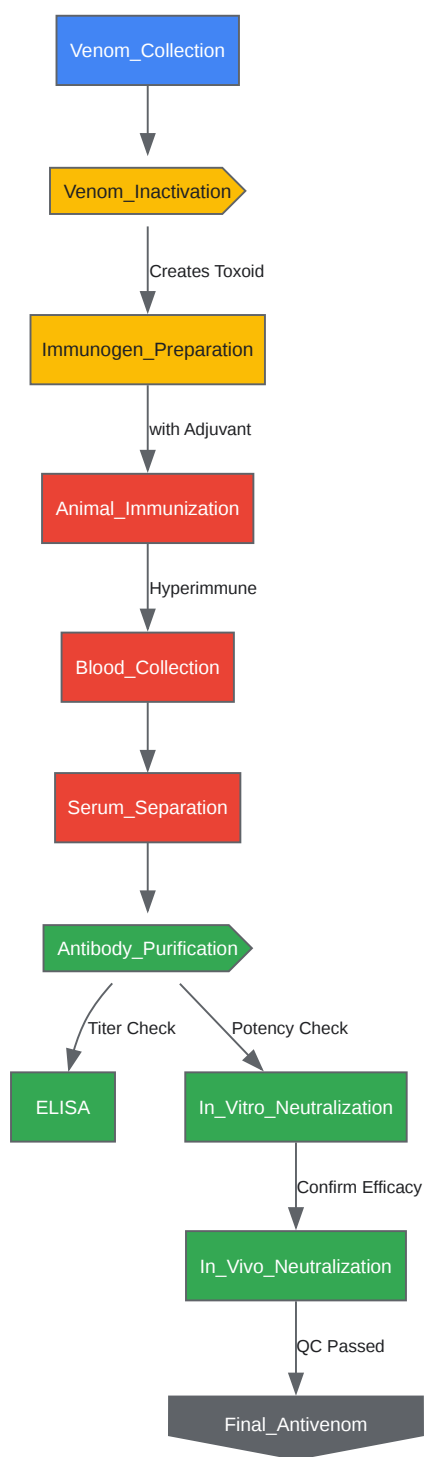 Venom_Collection
Venom_Inactivation
Creates Toxoid
Immunogen_Preparation
with Adjuvant
Animal_Immunization
Hyperimmune
Blood_Collection
Serum_Separation
Antibody_Purification
Titer Check
Potency Check
ELISA
In_Vitro_Neutralization
Confirm Efficacy
In_Vivo_Neutralization
QC Passed
Final_Antivenom